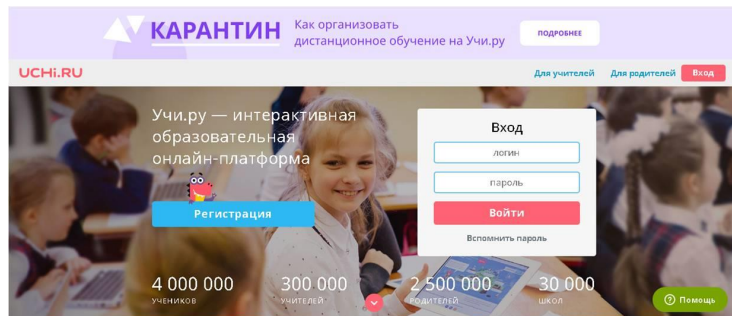 КАРАНТИН
Как организовать
дистанционное обучение на Учи.ру
ПОДРОБНЕЕ
UCHi.RU
Для учителей
Для родителей
Вход
Учи.ру — интерактивная
образовательная
онлайн-платформа
Регистрация
Вход
логин
пароль
Войти
Вспомнить пароль
4 000 000
УЧЕНИКОВ
300 000
УЧИТЕЛЕЙ
2 500 000
РОДИТЕЛЕЙ
30 000
ШКОЛ
Помощь